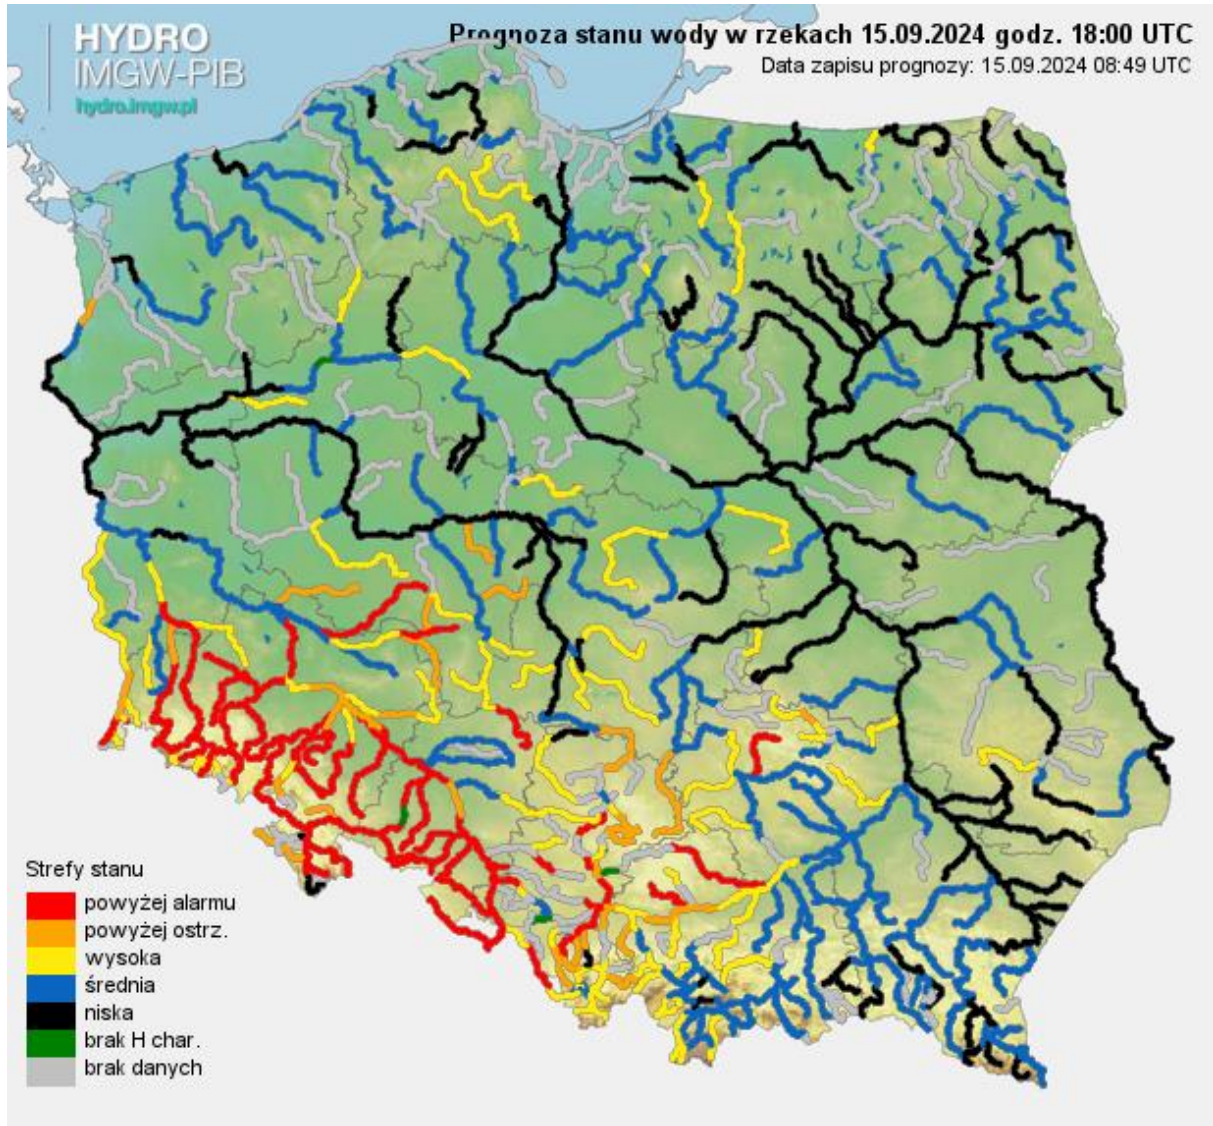 HYDRO
IMGW-PIB
hydro.imgw.pl
Prognoza stanu wody w rzekach 15.09.2024 godz. 18:00 UTC
Data zapisu prognozy: 15.09.2024 08:49 UTC
Strefy stanu
powyżej alarmu
powyżej ostrz.
wysoka
średnia
niska
brak H char.
brak danych